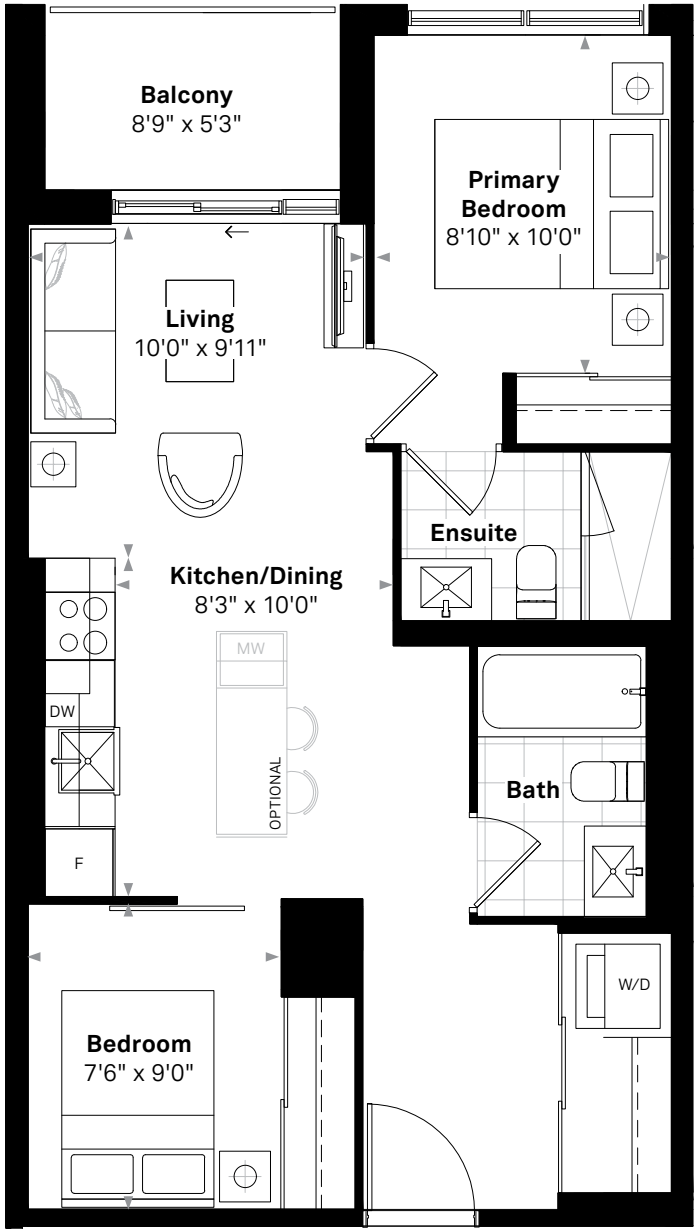 Balcony
8'9" x 5'3"
Primary
Bedroom
8'10" x 10'0"
Living
10'0" x 9'11"
Ensuite
Kitchen/Dining
8'3" x 10'0"
MW
DW
OPTIONAL
Bath
F
W/D
Bedroom
7'6" x 9'0"